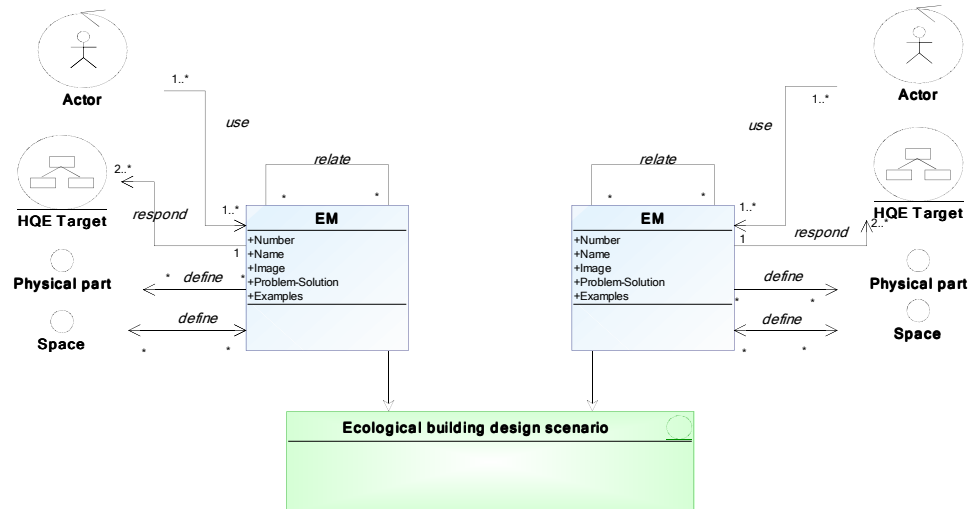 1..*
1..*
Actor
Actor
use
use
relate
relate
2..*
*
*
*
*
HQE Target
respond
1..*
EM
EM
1..*
respond
2..*
HQE Target
1
+Number
+Name
+Image
+Problem-Solution
+Examples
1
+Number
+Name
+Image
+Problem-Solution
+Examples
Physical part
*
define
*
define
*
*
Physical part
Space
define
*
*
define
*
*
Space
Ecological building design scenario